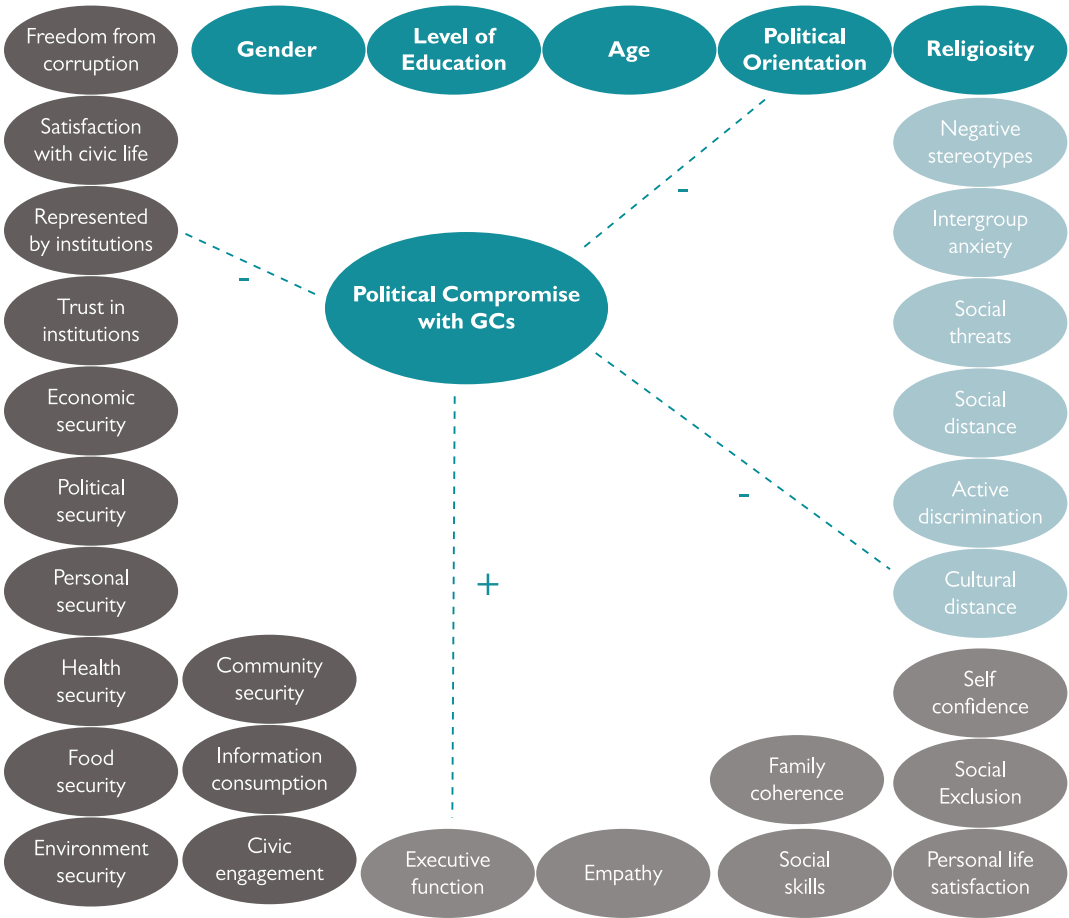 Freedom from
corruption
Gender
Level of
Education
Age
Political
Orientation
Religiosity
Satisfaction
with civic life
Negative
stereotypes
-
Represented
by institutions
Intergroup
anxiety
-
Political Compromise
with GCs
Trust in
institutions
Social
threats
Economic
security
Social
distance
Political
security
-
Active
discrimination
Personal
security
+
Cultural
distance
Health
security
Community
security
Self
confidence
Food
security
Information
consumption
Family
coherence
Social
Exclusion
Environment
security
Civic
engagement
Executive
function
Empathy
Social
skills
Personal life
satisfaction